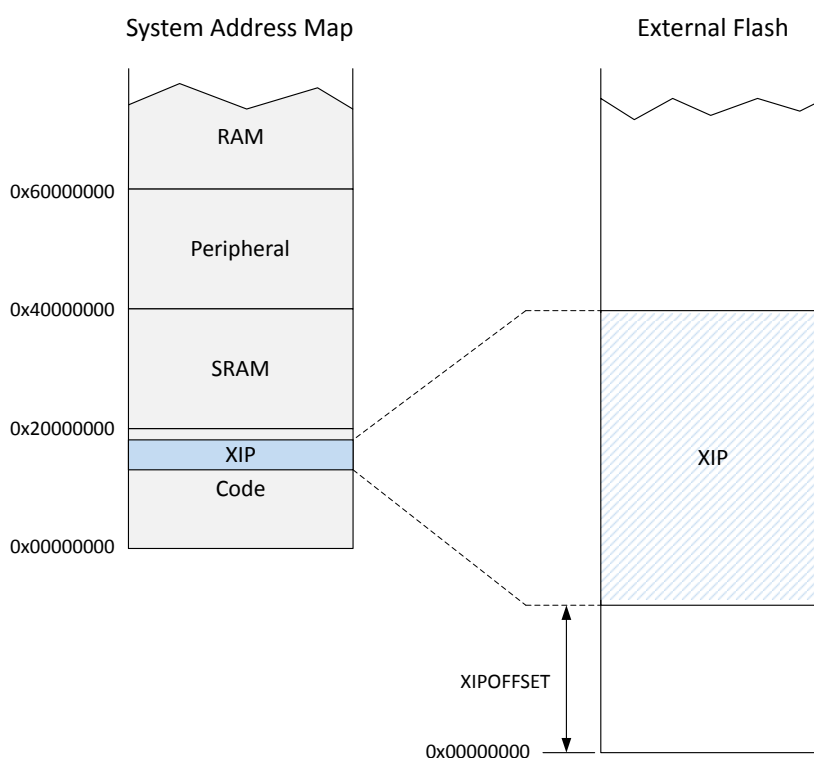 System Address Map
External Flash
RAM
0x60000000
Peripheral
0x40000000
SRAM
0x20000000
XIP
XIP
Code
0x00000000
XIPOFFSET
0x00000000